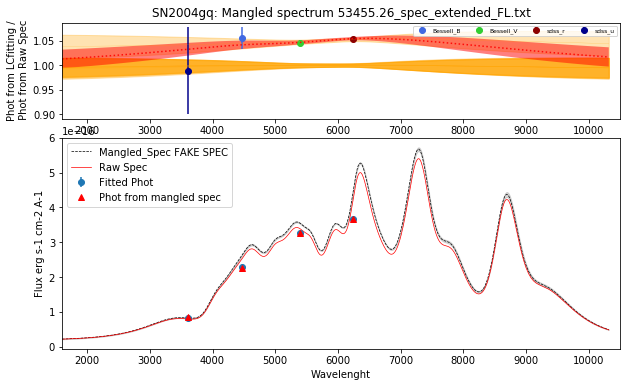 SN2004gq: Mangled spectrum 53455.26_spec_extended_FL.txt
Phot from LCfitting /
Phot from Raw Spec
1.05
1.00
0.95
0.90
Bessell_B
Bessell_V
sdss_r
sdss_u
2000 3000 4000 5000 6000 7000 8000 9000 10000
1e−16
Flux erg s-1 cm-2 A-1
6
5
4
3
2
1
0
Mangled_Spec FAKE SPEC
Raw Spec
Fitted Phot
Phot from mangled spec
2000 3000 4000 5000 6000 7000 8000 9000 10000
Wavelenght